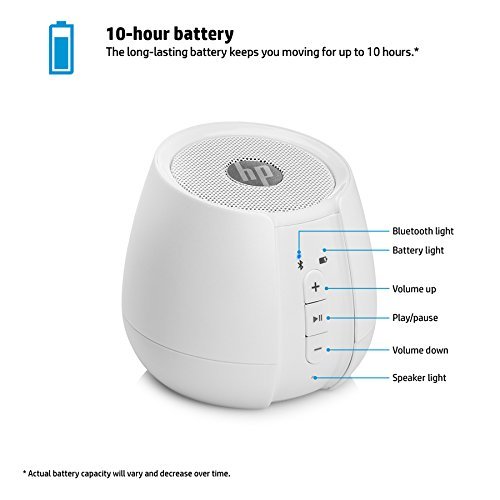 10-hour battery
The long-lasting battery keeps you moving for up to 10 hours.*
hp
Bluetooth light
Battery light
Volume up
Play/pause
Volume down
Speaker light
* Actual battery capacity will vary and decrease over time.